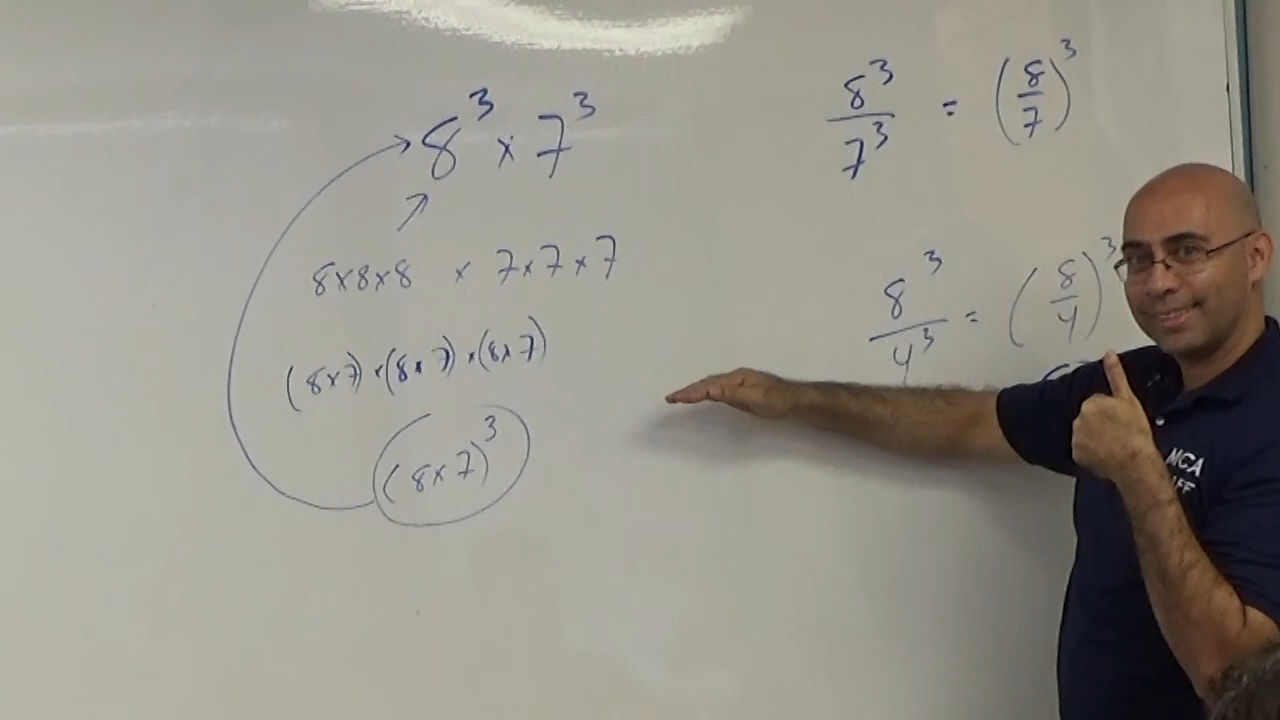 8³ × 7³
8×8×8 × 7×7×7
(8×7) × (8×7) × (8×7)
(8×7)³
8³/7³ = (8/7)³
8³/4³ = (8/4)³